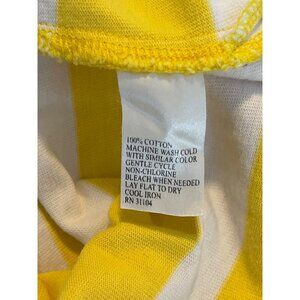 100% COTTON
MACHINE WASH COLD
WITH SIMILAR COLOR
GENTLE CYCLE
NON-CHLORINE
BLEACH WHEN NEEDED
LAY FLAT TO DRY
COOL IRON
RN 31104